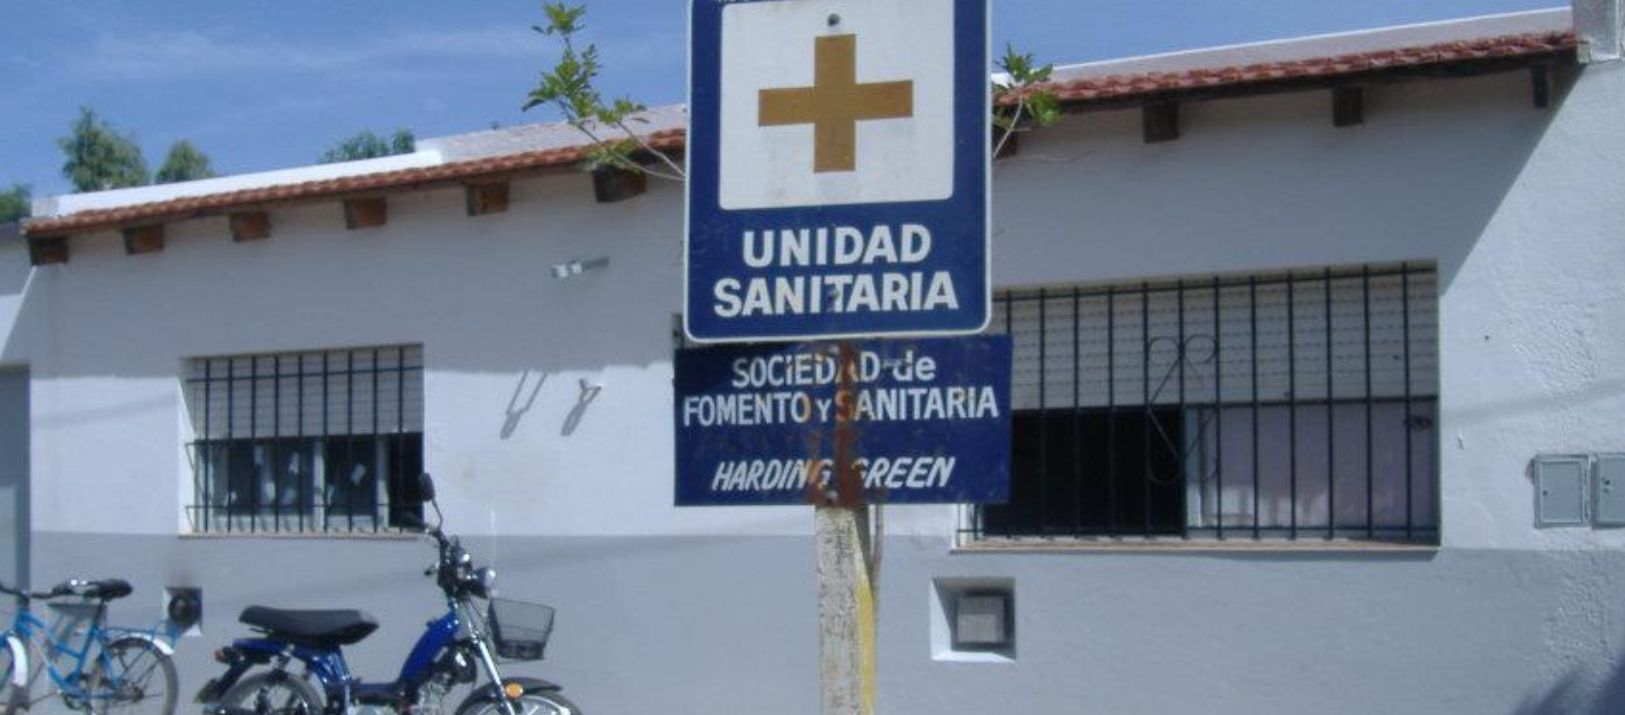 UNIDAD
SANITARIA
SOCIEDAD de
FOMENTO Y SANITARIA
HARDING GREEN